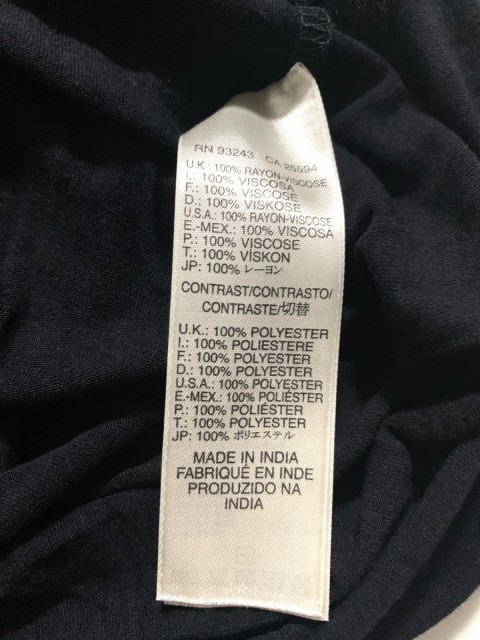 RN 93243 CA 25694
U.K: 100% RAYON-VISCOSE
I.: 100% VISCOSA
F.: 100% VISCOSE
D.: 100% VISKOSE
U.S.A.: 100% RAYON-VISCOSE
E.-MEX.: 100% VISCOSA
P.: 100% VISCOSE
T.: 100% VİSKON
JP: 100% レーヨン
CONTRAST/CONTRASTO/
CONTRASTE/切替
U.K.: 100% POLYESTER
I.: 100% POLIESTERE
F.: 100% POLYESTER
D.: 100% POLYESTER
U.S.A.: 100% POLYESTER
E.-MEX.: 100% POLIÉSTER
P.: 100% POLIÉSTER
T.: 100% POLYESTER
JP: 100% ポリエステル
MADE IN INDIA
FABRIQUÉ EN INDE
PRODUZIDO NA
INDIA